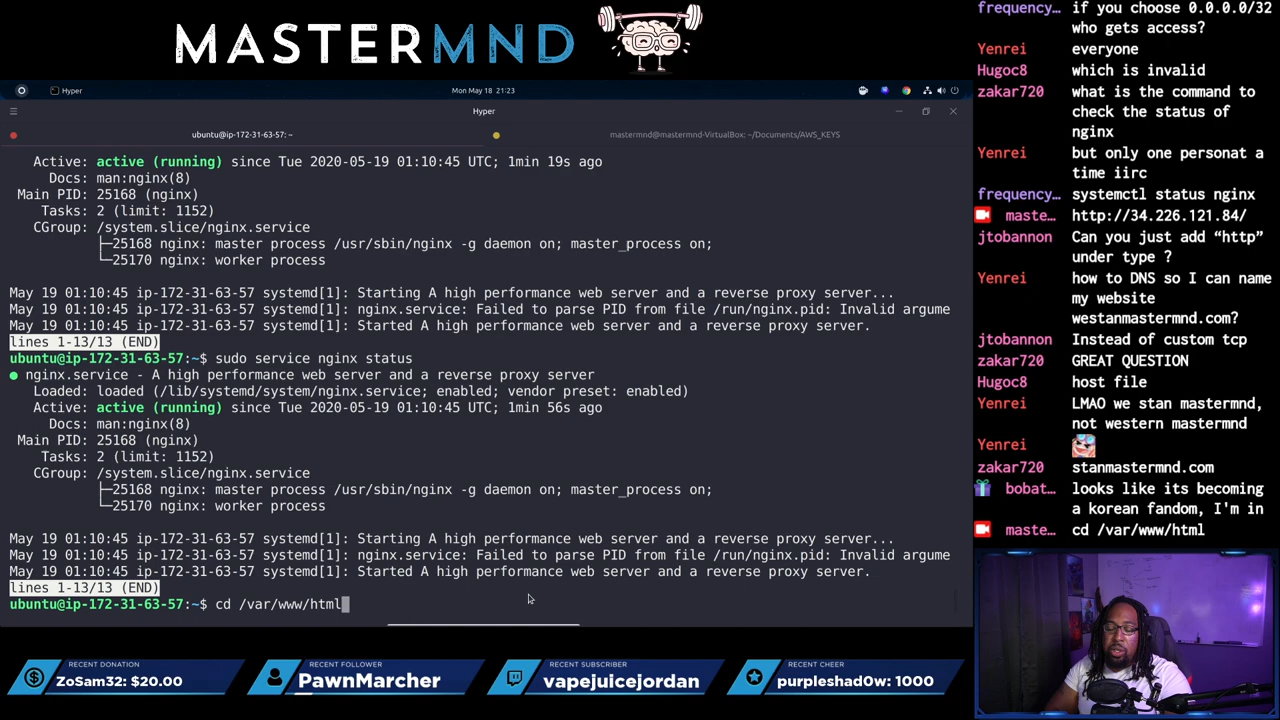 MASTERMND
Hyper
Mon May 18 21:23
Hyper
ubuntu@ip-172-31-63-57: ~
mastermnd@mastermnd-VirtualBox: ~/Documents/AWS_KEYS
Active: active (running) since Tue 2020-05-19 01:10:45 UTC; 1min 19s ago
Docs: man:nginx(8)
Main PID: 25168 (nginx)
Tasks: 2 (limit: 1152)
CGroup: /system.slice/nginx.service
├─25168 nginx: master process /usr/sbin/nginx -g daemon on; master_process on;
└─25170 nginx: worker process
May 19 01:10:45 ip-172-31-63-57 systemd[1]: Starting A high performance web server and a reverse proxy server...
May 19 01:10:45 ip-172-31-63-57 systemd[1]: nginx.service: Failed to parse PID from file /run/nginx.pid: Invalid argume
May 19 01:10:45 ip-172-31-63-57 systemd[1]: Started A high performance web server and a reverse proxy server.
lines 1-13/13 (END)
ubuntu@ip-172-31-63-57:~$ sudo service nginx status
● nginx.service - A high performance web server and a reverse proxy server
Loaded: loaded (/lib/systemd/system/nginx.service; enabled; vendor preset: enabled)
Active: active (running) since Tue 2020-05-19 01:10:45 UTC; 1min 56s ago
Docs: man:nginx(8)
Main PID: 25168 (nginx)
Tasks: 2 (limit: 1152)
CGroup: /system.slice/nginx.service
├─25168 nginx: master process /usr/sbin/nginx -g daemon on; master_process on;
└─25170 nginx: worker process
May 19 01:10:45 ip-172-31-63-57 systemd[1]: Starting A high performance web server and a reverse proxy server...
May 19 01:10:45 ip-172-31-63-57 systemd[1]: nginx.service: Failed to parse PID from file /run/nginx.pid: Invalid argume
May 19 01:10:45 ip-172-31-63-57 systemd[1]: Started A high performance web server and a reverse proxy server.
lines 1-13/13 (END)
ubuntu@ip-172-31-63-57:~$ cd /var/www/html
frequency… if you choose 0.0.0.0/32
who gets access?
Yenrei everyone
Hugoc8 which is invalid
zakar720 what is the command to
check the status of
nginx
Yenrei but only one personat a
time iirc
frequency… systemctl status nginx
maste… http://34.226.121.84/
jtobannon Can you just add “http”
under type ?
Yenrei how to DNS so I can name
my website
westanmastermnd.com?
jtobannon Instead of custom tcp
zakar720 GREAT QUESTION
Hugoc8 host file
Yenrei LMAO we stan mastermnd,
not western mastermnd
Yenrei
zakar720 stanmastermnd.com
bobat… looks like its becoming
a korean fandom, I'm in
maste… cd /var/www/html
RECENT DONATION
ZoSam32: $20.00
RECENT FOLLOWER
PawnMarcher
RECENT SUBSCRIBER
vapejuicejordan
RECENT CHEER
purpleshad0w: 1000